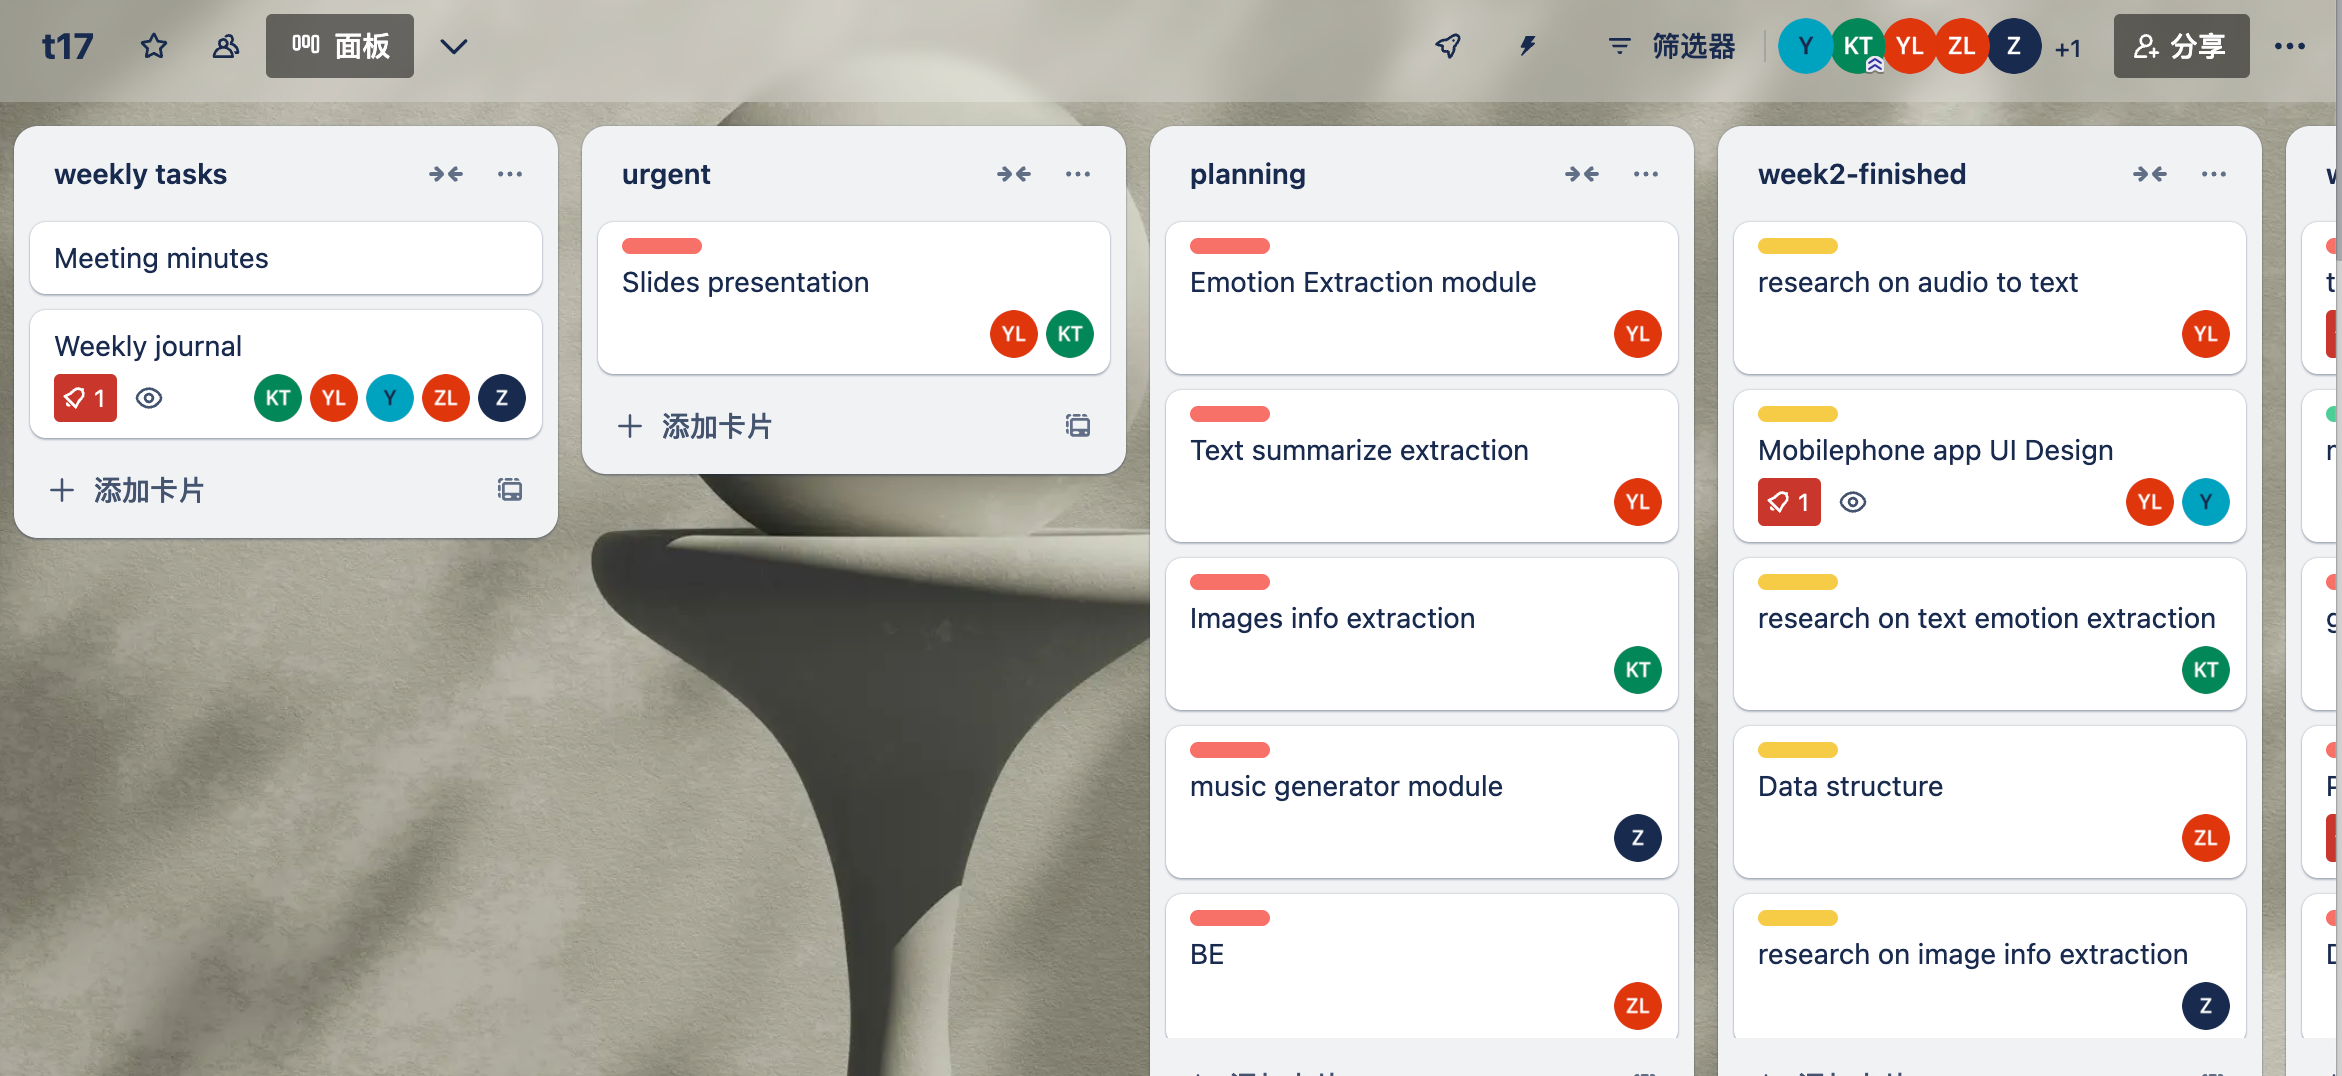 t17
面板
筛选器
Y
KT
YL
ZL
Z
+1
分享
weekly tasks
Meeting minutes
Weekly journal
1
KT
YL
Y
ZL
Z
添加卡片
urgent
Slides presentation
YL
KT
添加卡片
planning
Emotion Extraction module
YL
Text summarize extraction
YL
Images info extraction
KT
music generator module
Z
BE
ZL
week2-finished
research on audio to text
YL
Mobilephone app UI Design
1
YL
Y
research on text emotion extraction
KT
Data structure
ZL
research on image info extraction
Z